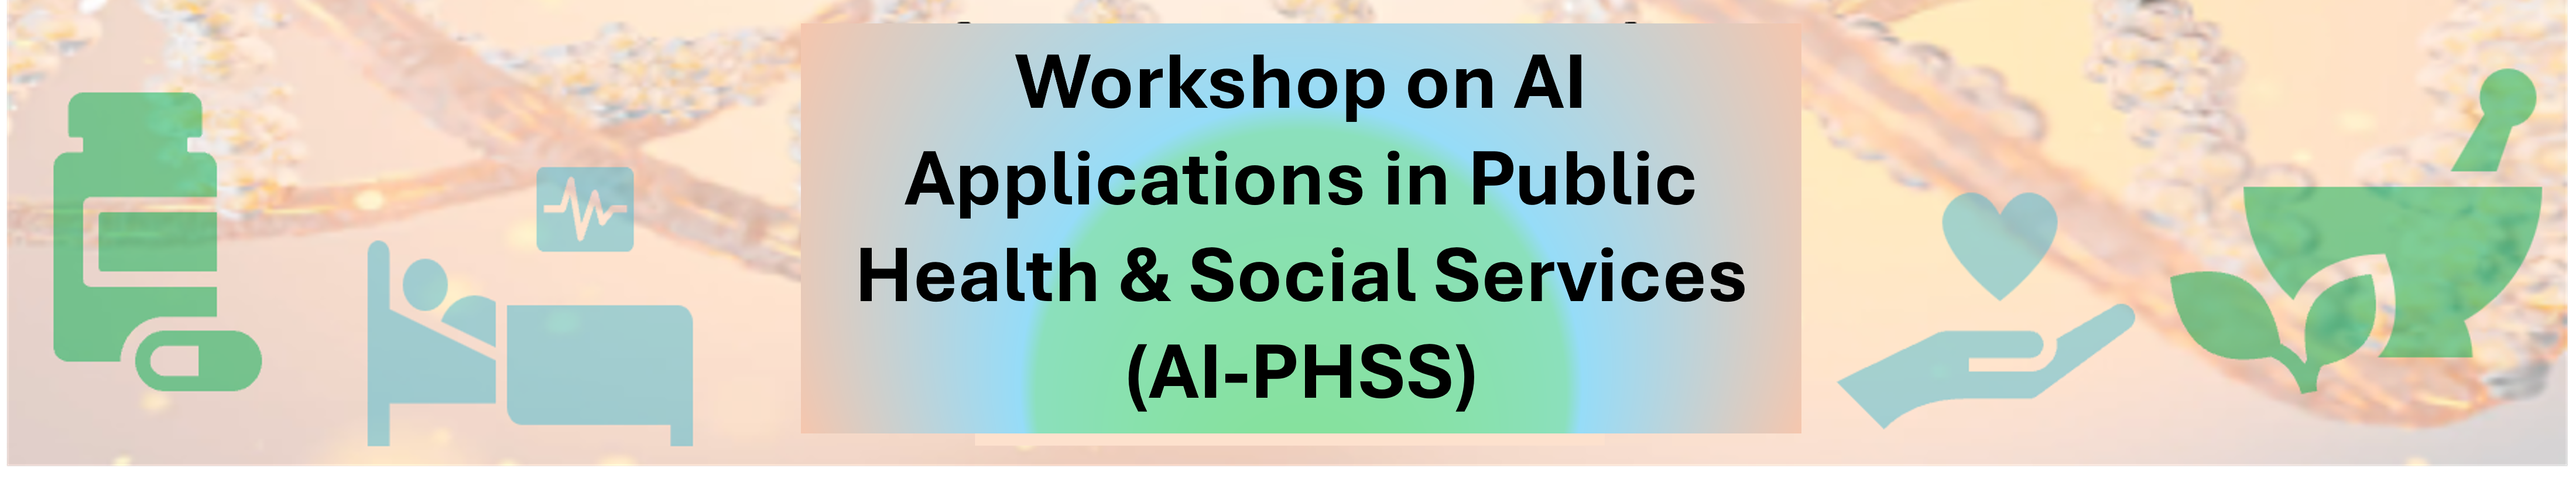 Workshop on AI
Applications in Public
Health & Social Services
(AI-PHSS)